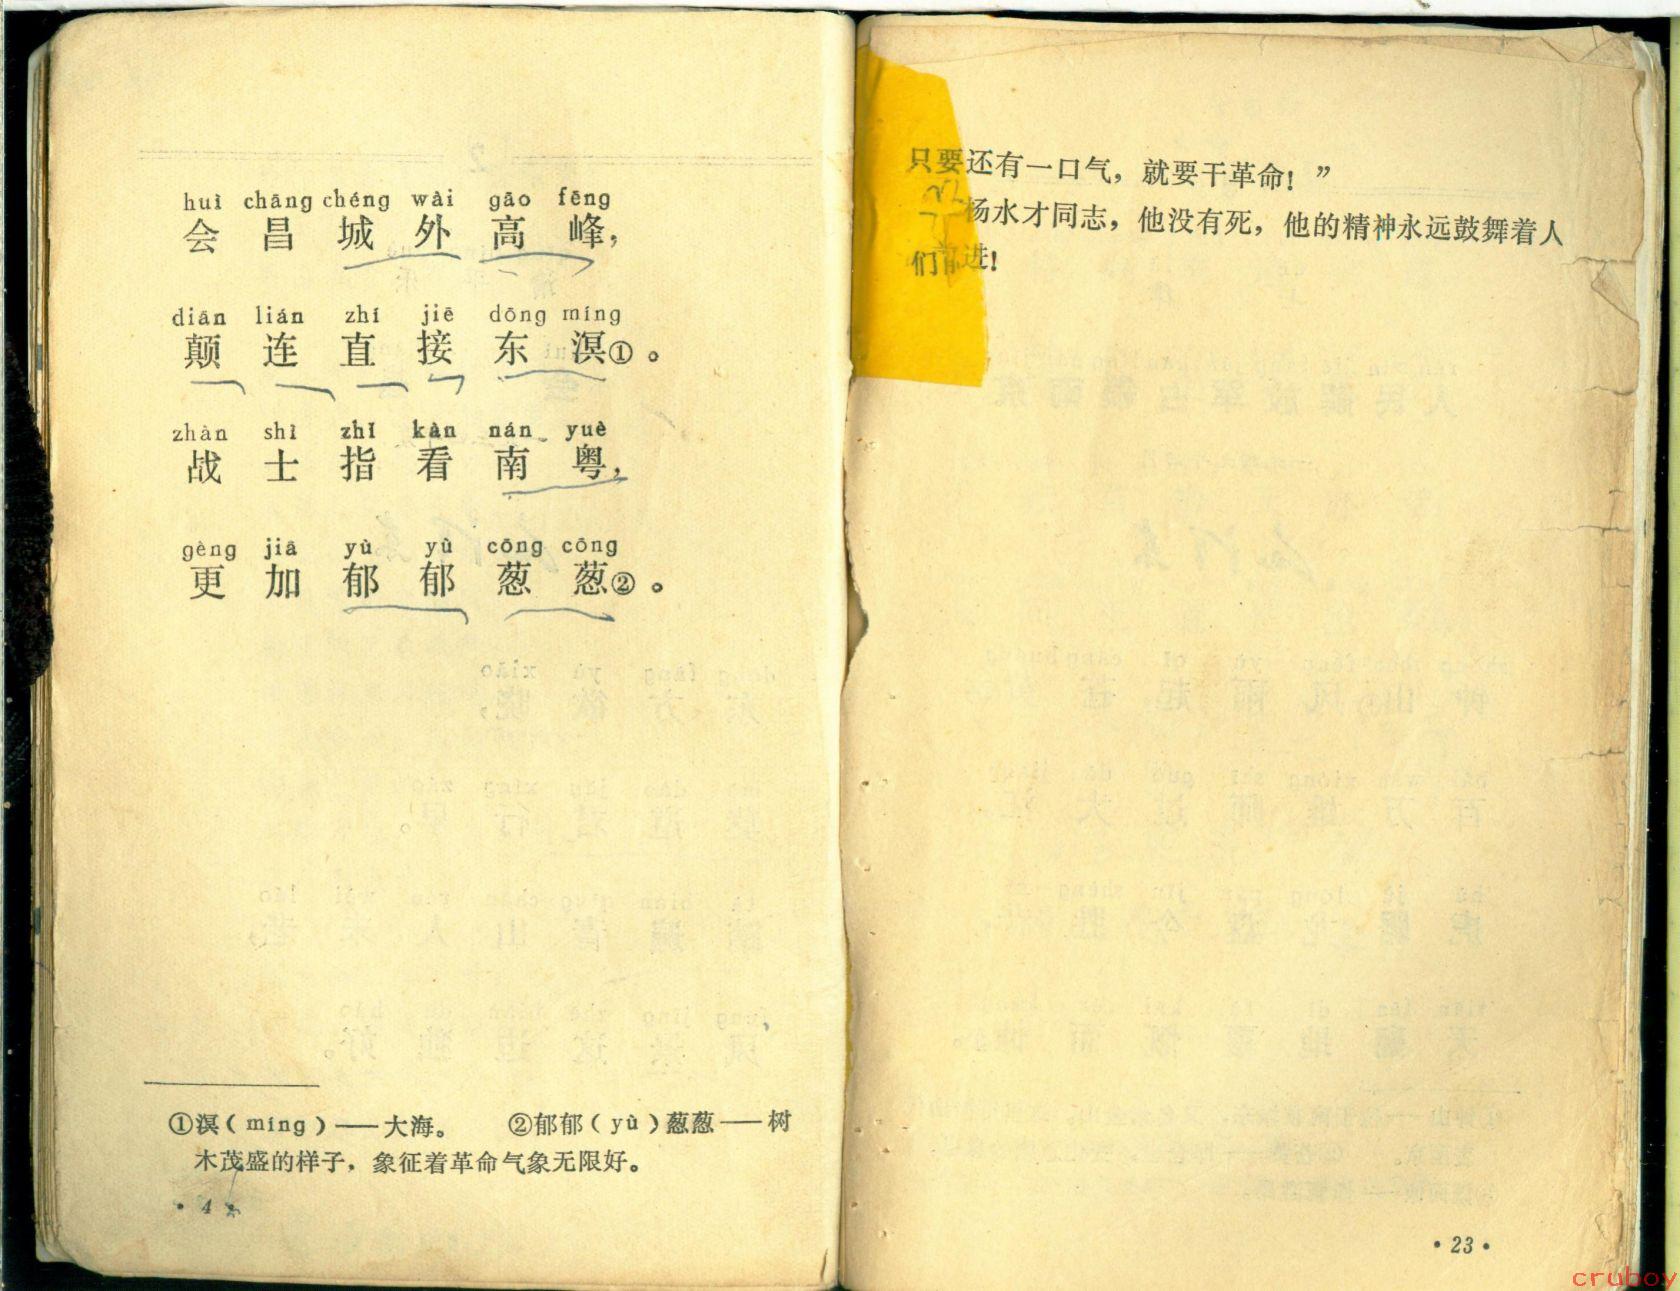 huì chāng chéng wài gāo fēng
会昌城外高峰，
diān lián zhí jiē dōng míng
颠连直接东溟①。
zhàn shì zhǐ kàn nán yuè
战士指看南粤，
gèng jiā yù yù cōng cōng
更加郁郁葱葱②。
①溟（míng）——大海。 ②郁郁（yù）葱葱——树
木茂盛的样子，象征着革命气象无限好。
·4·
只要还有一口气，就要干革命！”
杨水才同志，他没有死，他的精神永远鼓舞着人
们前进！
·23·
cruboy